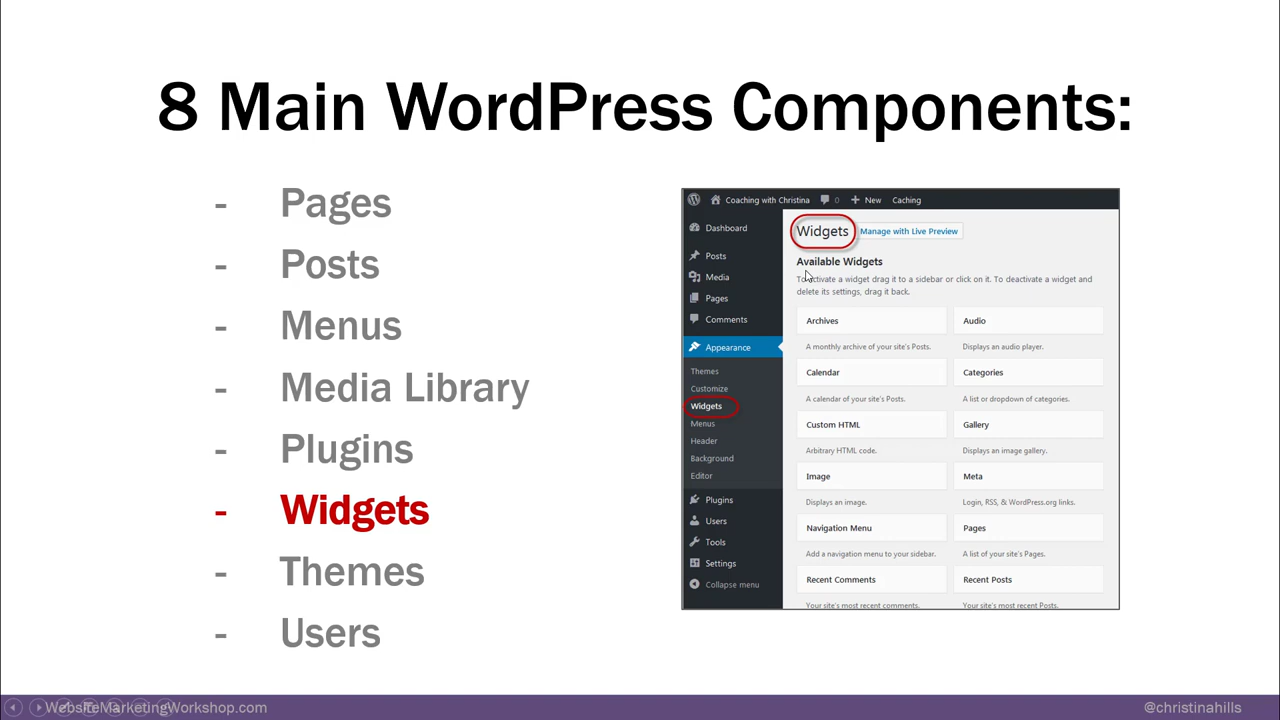 8 Main WordPress Components:
- Pages
- Posts
- Menus
- Media Library
- Plugins
- Widgets
- Themes
- Users
Coaching with Christina 0 New Caching
Dashboard
Posts
Media
Pages
Comments
Appearance
Themes
Customize
Widgets
Menus
Header
Background
Editor
Plugins
Users
Tools
Settings
Collapse menu
Widgets Manage with Live Preview
Available Widgets
To activate a widget drag it to a sidebar or click on it. To deactivate a widget and
delete its settings, drag it back.
Archives Audio
A monthly archive of your site's Posts. Displays an audio player.
Calendar Categories
A calendar of your site's Posts. A list or dropdown of categories.
Custom HTML Gallery
Arbitrary HTML code. Displays an image gallery.
Image Meta
Displays an image. Login, RSS, & WordPress.org links.
Navigation Menu Pages
Add a navigation menu to your sidebar. A list of your site's Pages.
Recent Comments Recent Posts
Your site's most recent comments. Your site's most recent Posts.
WebsiteMarketingWorkshop.com @christinahills